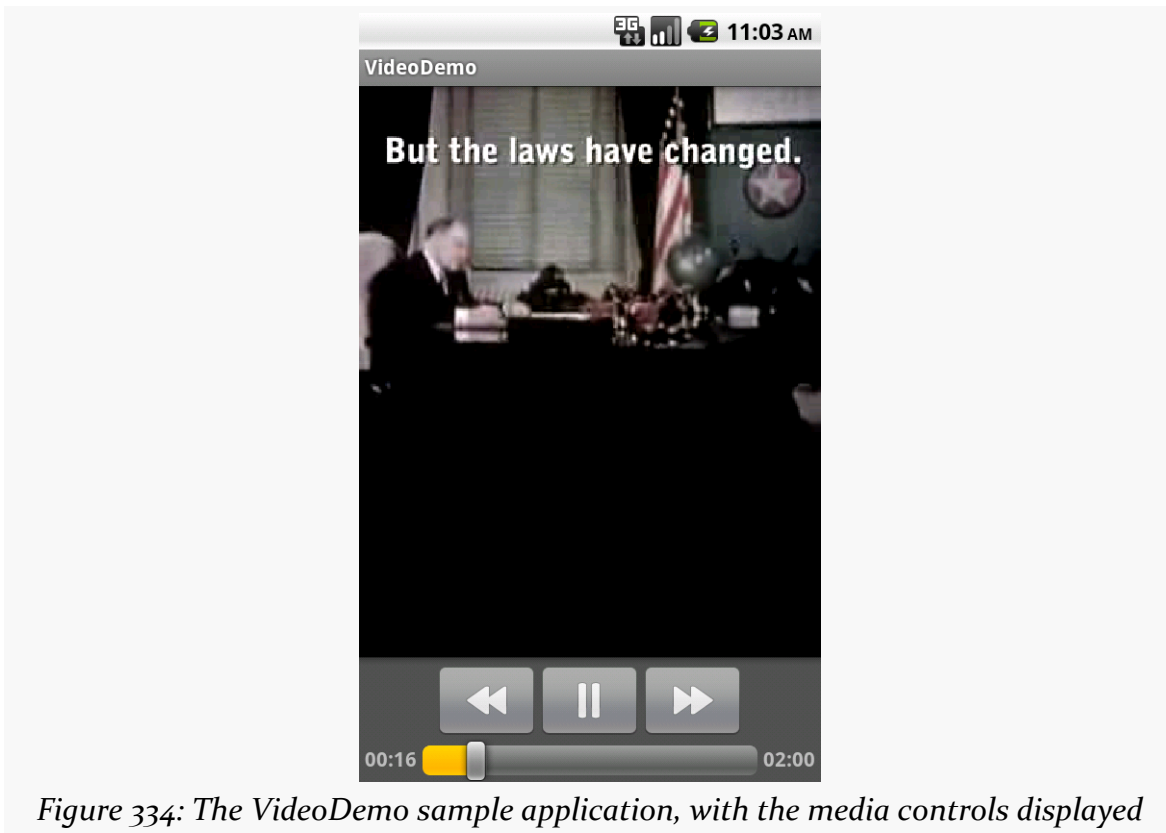 3G 11:03 AM
VideoDemo
But the laws have changed.
00:16 02:00
Figure 334: The VideoDemo sample application, with the media controls displayed